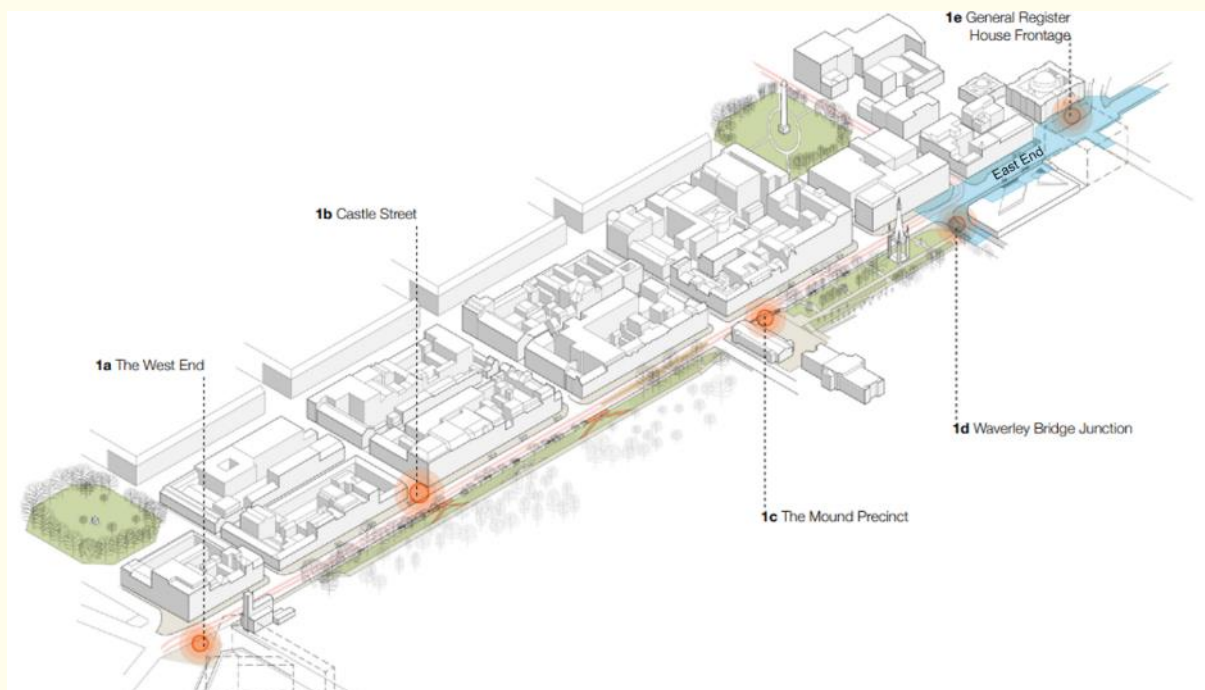 1e General Register
House Frontage
East End
1b Castle Street
1a The West End
1d Waverley Bridge Junction
1c The Mound Precinct